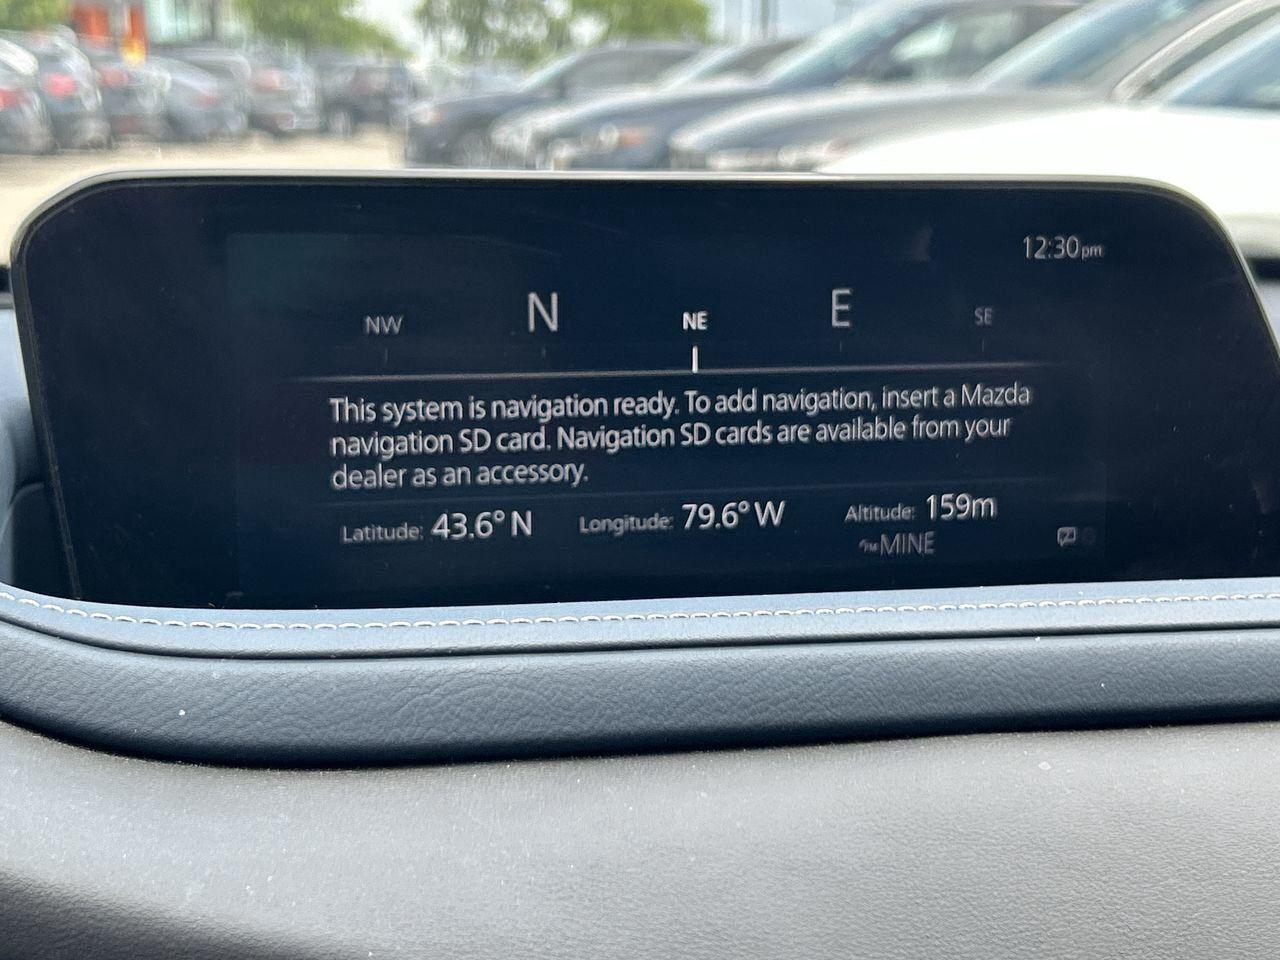 12:30pm
NW N NE E SE
This system is navigation ready. To add navigation, insert a Mazda
navigation SD card. Navigation SD cards are available from your
dealer as an accessory.
Latitude: 43.6° N Longitude: 79.6° W Altitude: 159m
MINE